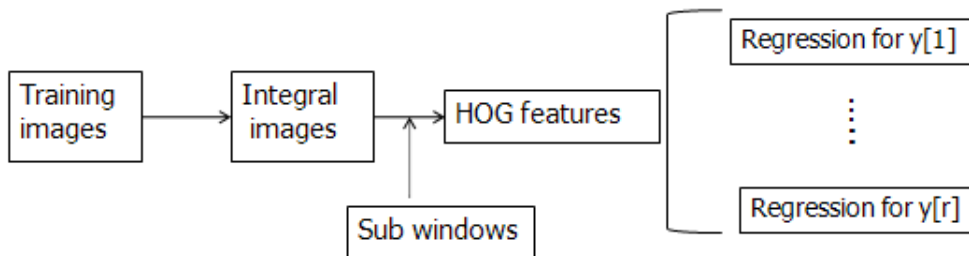 Training
images
Integral
images
Sub windows
HOG features
Regression for y[1]
Regression for y[r]